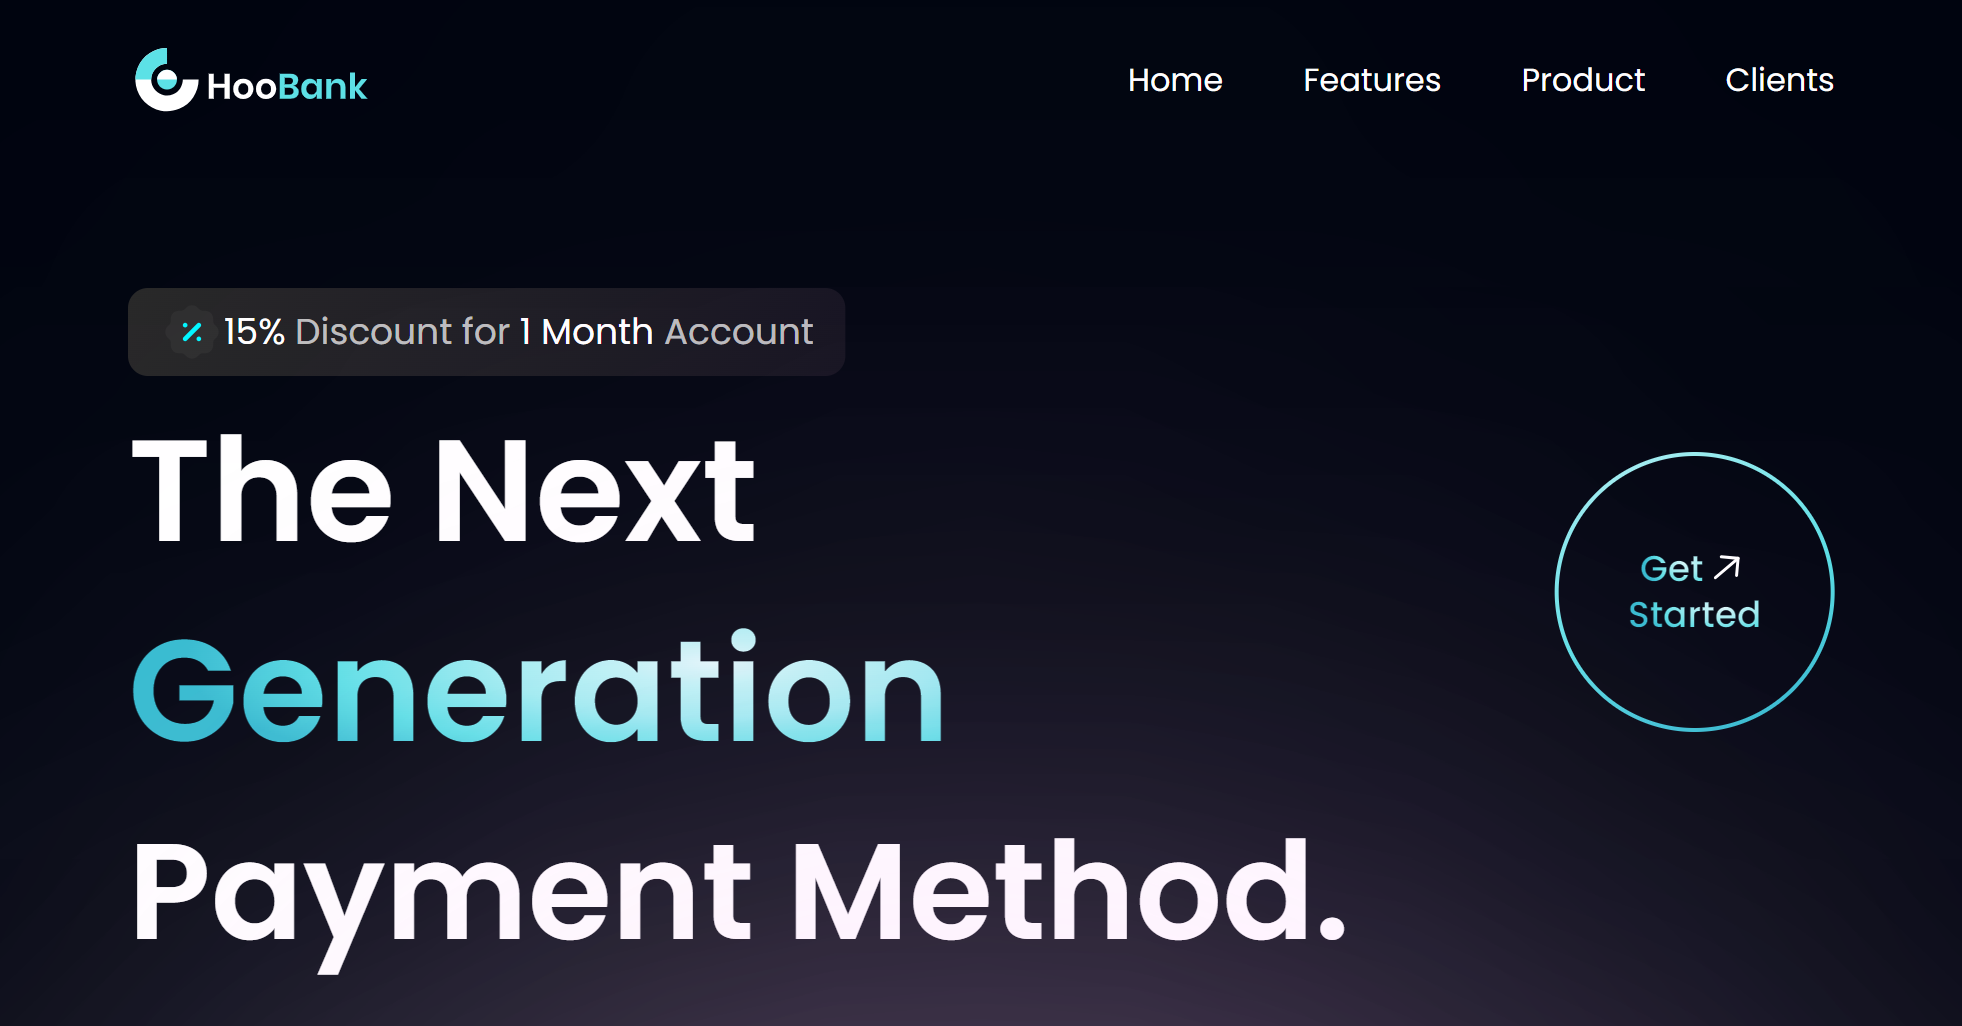 HooBank
Home Features Product Clients
15% Discount for 1 Month Account
The Next
Generation
Payment Method.
Get
Started